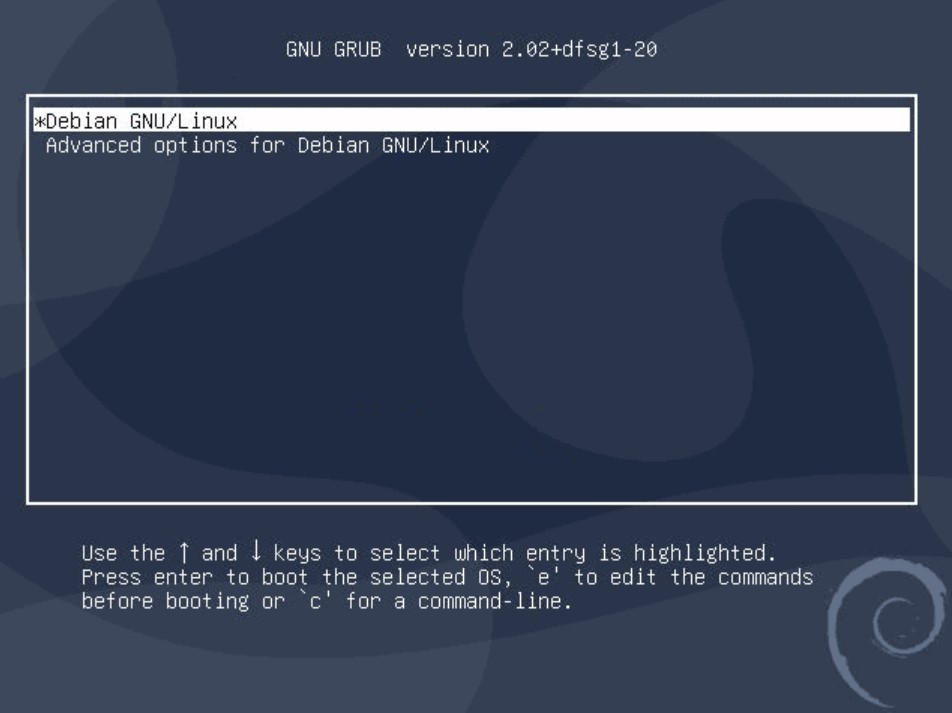 GNU GRUB  version 2.02+dfsg1-20
*Debian GNU/Linux
Advanced options for Debian GNU/Linux
Use the ↑ and ↓ keys to select which entry is highlighted.
Press enter to boot the selected OS, `e' to edit the commands
before booting or `c' for a command-line.